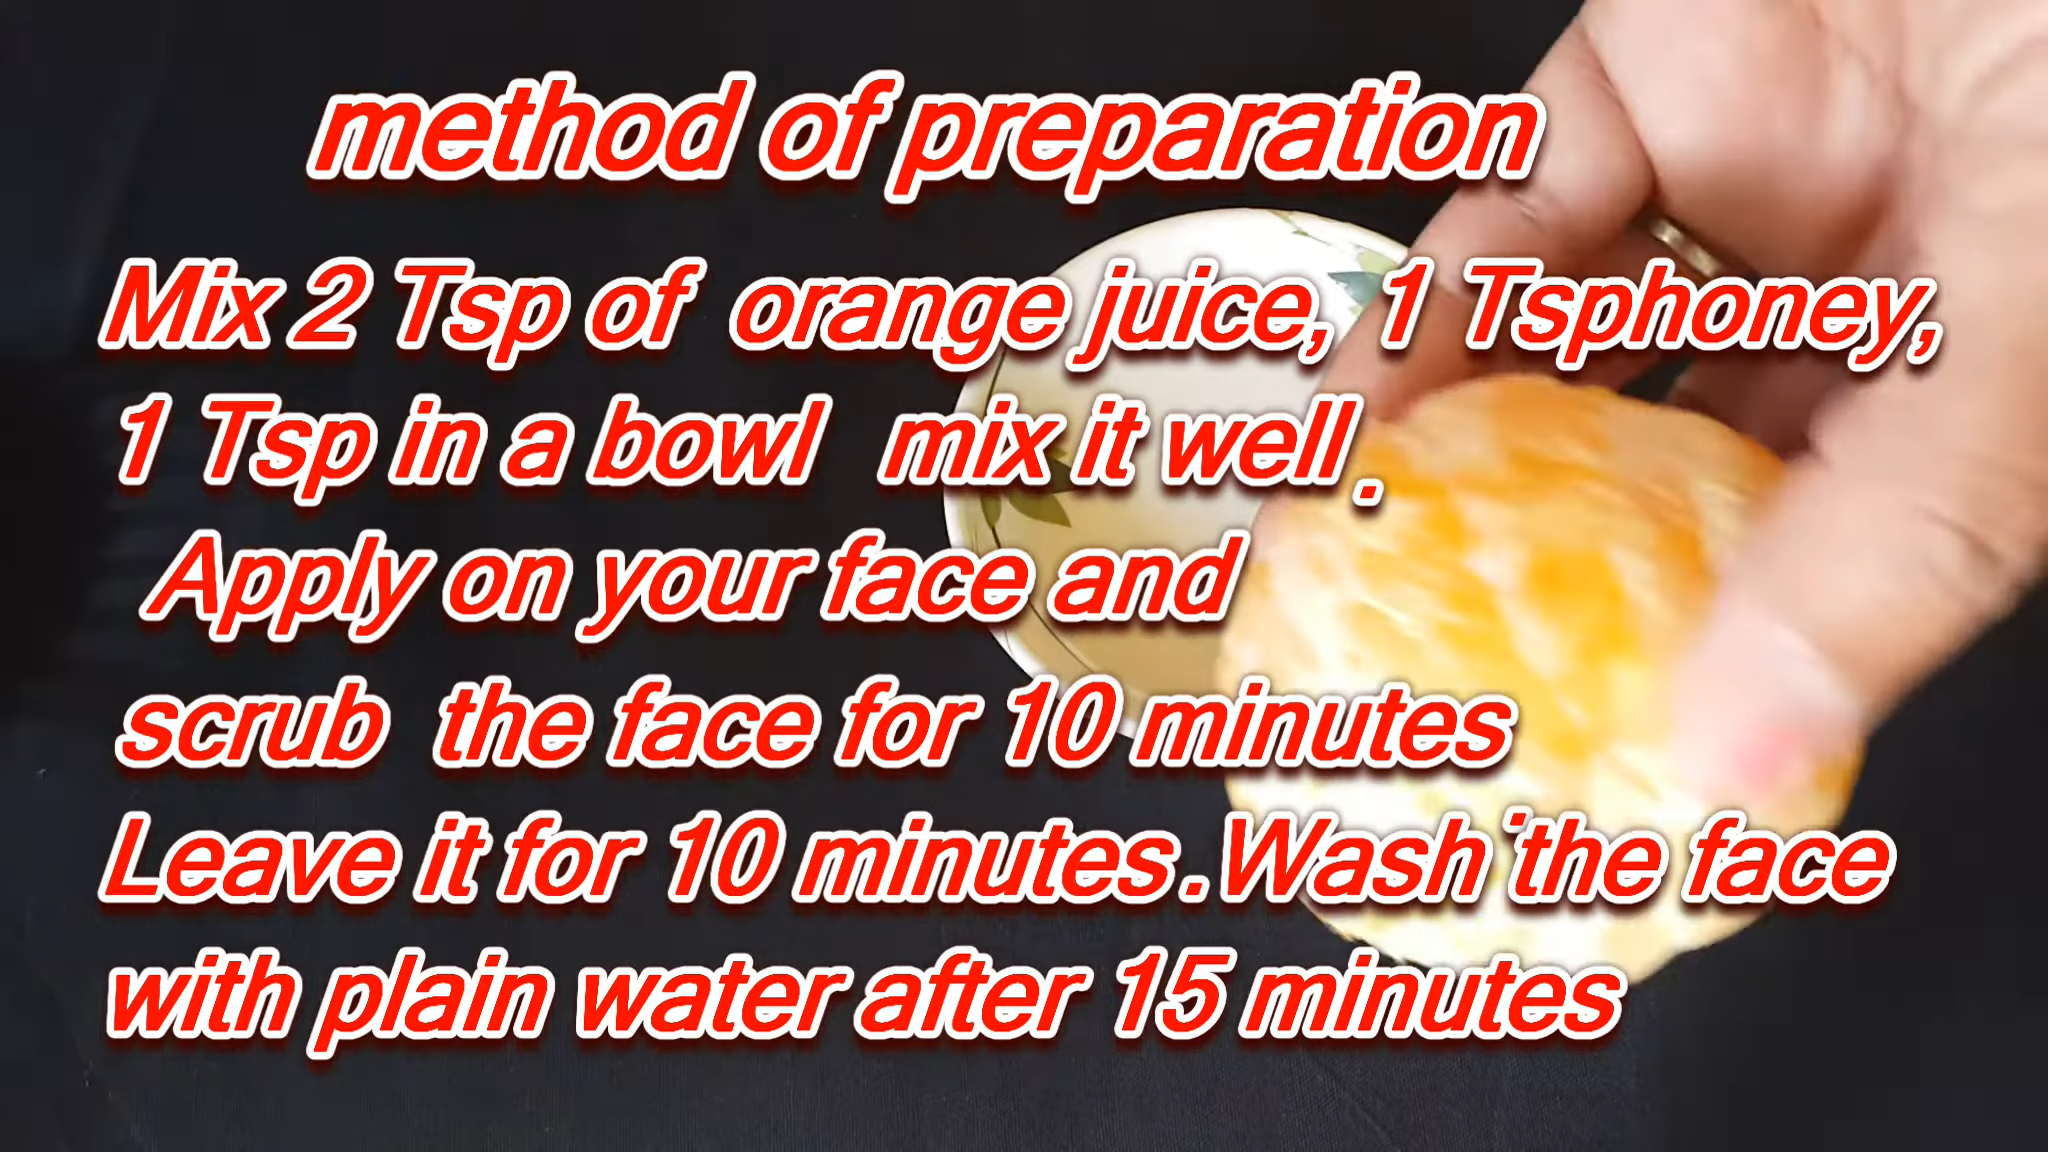 method of preparation
Mix 2 Tsp of orange juice, 1 Tsphoney,
1 Tsp in a bowl mix it well.
Apply on your face and
scrub the face for 10 minutes
Leave it for 10 minutes.Wash the face
with plain water after 15 minutes